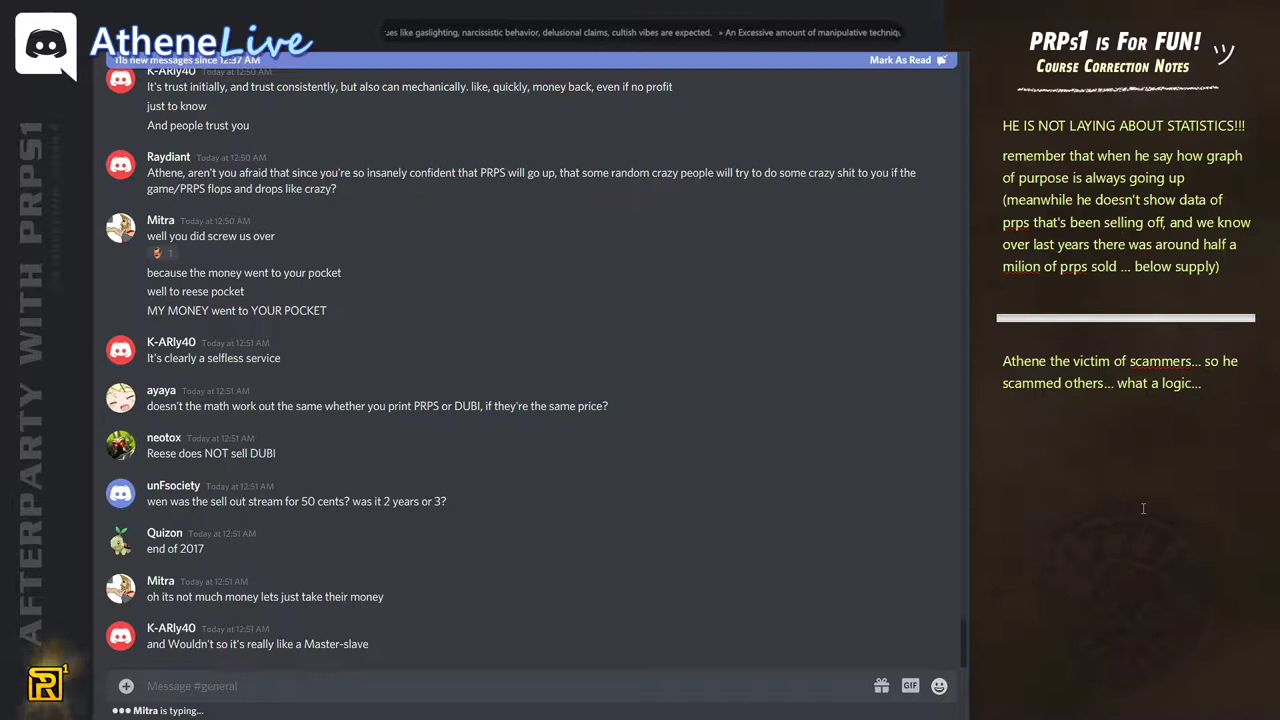 AtheneLive
ues like gaslighting, narcissistic behavior, delusional claims, cultish vibes are expected. » An Excessive amount of manipulative techniq
118 new messages since 12:37 AM
Mark As Read
K-ARly40 Today at 12:50 AM
It's trust initially, and trust consistently, but also can mechanically. like, quickly, money back, even if no profit
just to know
And people trust you
Raydiant Today at 12:50 AM
Athene, aren't you afraid that since you're so insanely confident that PRPS will go up, that some random crazy people will try to do some crazy shit to you if the
game/PRPS flops and drops like crazy?
Mitra Today at 12:50 AM
well you did screw us over
1
because the money went to your pocket
well to reese pocket
MY MONEY went to YOUR POCKET
K-ARly40 Today at 12:51 AM
It's clearly a selfless service
ayaya Today at 12:51 AM
doesn't the math work out the same whether you print PRPS or DUBI, if they're the same price?
neotox Today at 12:51 AM
Reese does NOT sell DUBI
unFsociety Today at 12:51 AM
wen was the sell out stream for 50 cents? was it 2 years or 3?
Quizon Today at 12:51 AM
end of 2017
Mitra Today at 12:51 AM
oh its not much money lets just take their money
K-ARly40 Today at 12:51 AM
and Wouldn't so it's really like a Master-slave
Message #general
GIF
Mitra is typing...
AFTERPARTY WITH PRPS1
PRPs1 IS FOR FUN!
COURSE CORRECTION NOTES
ツ
HE IS NOT LAYING ABOUT STATISTICS!!!
remember that when he say how graph
of purpose is always going up
(meanwhile he doesn't show data of
prps that's been selling off, and we know
over last years there was around half a
milion of prps sold ... below supply)
Athene the victim of scammers... so he
scammed others... what a logic...